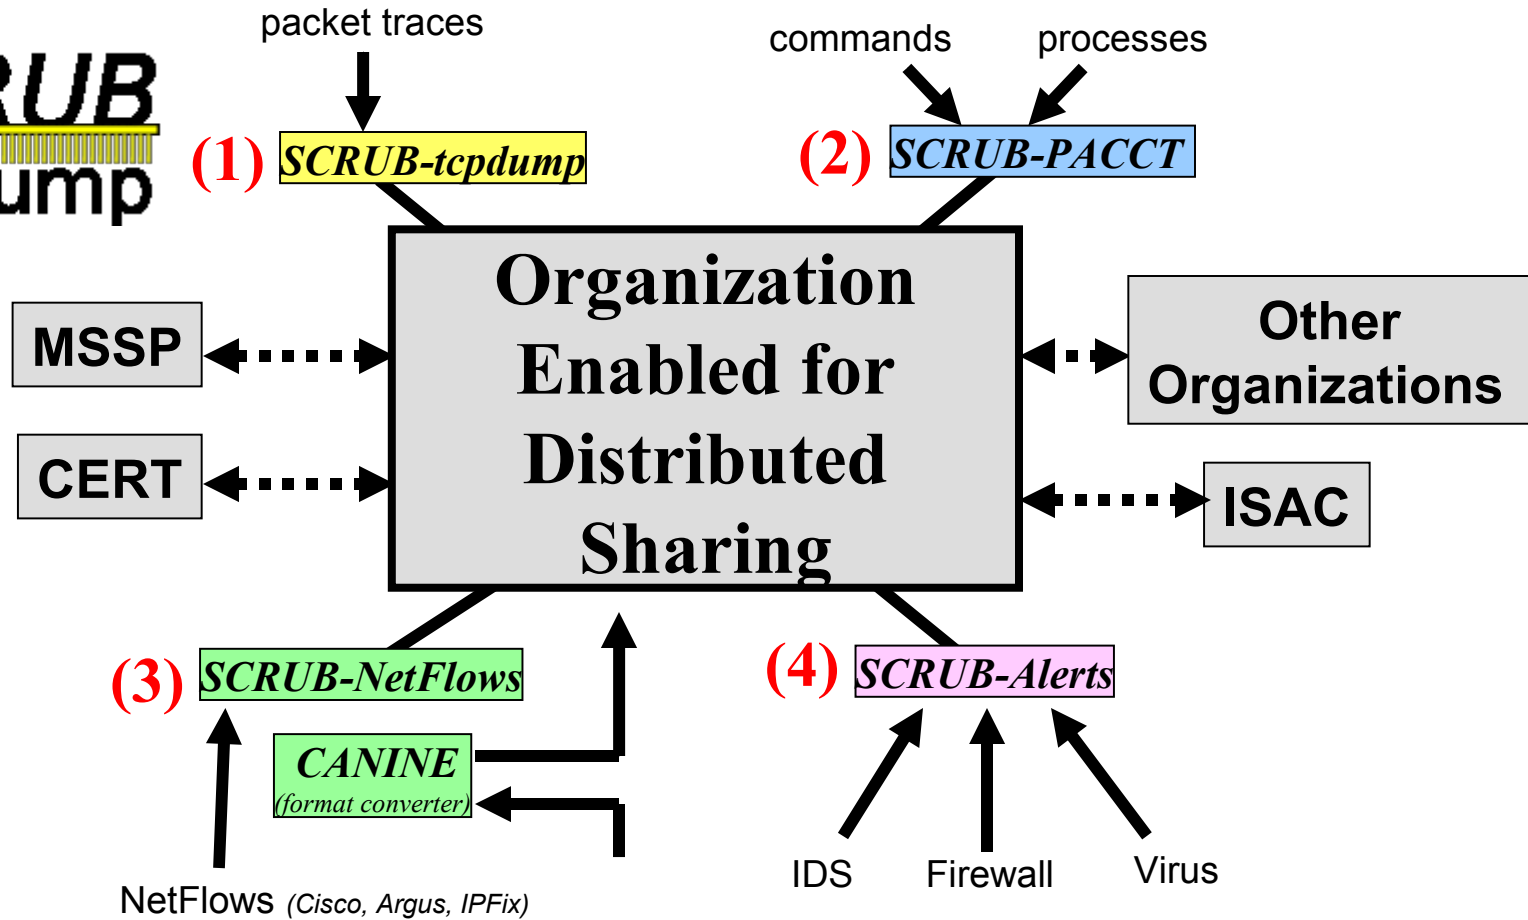 packet traces
commands
processes
RUB
ump
(1)
SCRUB-tcpdump
(2)
SCRUB-PACCT
Organization
Enabled for
Distributed
Sharing
MSSP
CERT
Other
Organizations
ISAC
(3)
SCRUB-NetFlows
(4)
SCRUB-Alerts
CANINE
(format converter)
IDS
Firewall
Virus
NetFlows (Cisco, Argus, IPFix)